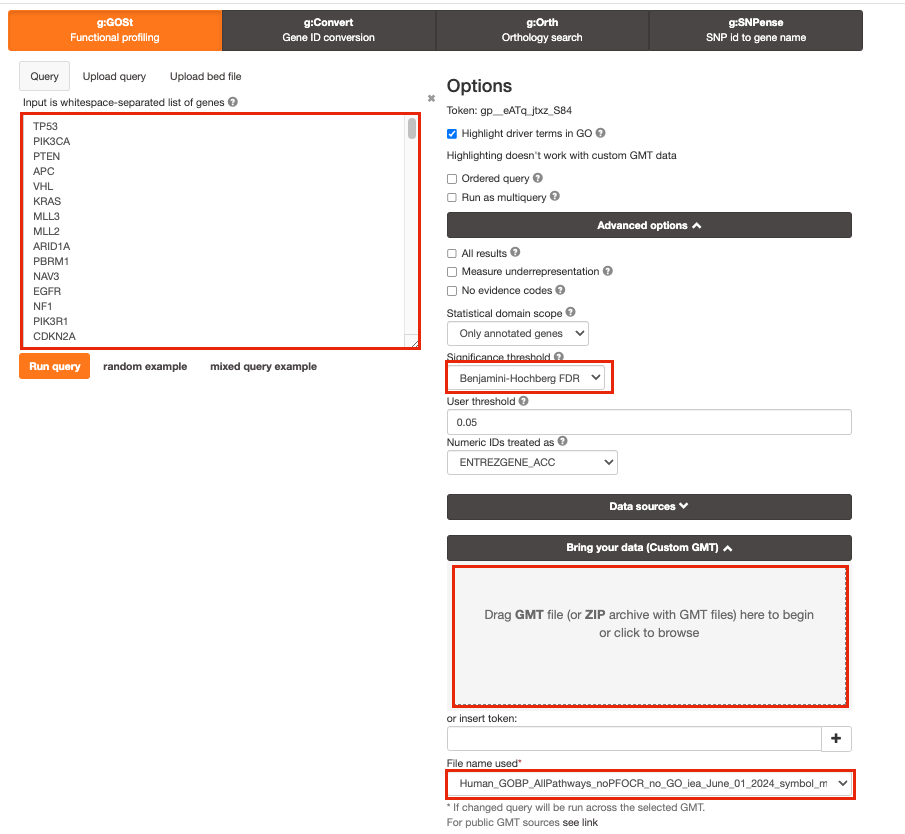 g:GOSt
Functional profiling
g:Convert
Gene ID conversion
g:Orth
Orthology search
g:SNPense
SNP id to gene name
Query
Upload query
Upload bed file
Input is whitespace-separated list of genes
TP53
PIK3CA
PTEN
APC
VHL
KRAS
MLL3
MLL2
ARID1A
PBRM1
NAV3
EGFR
NF1
PIK3R1
CDKN2A
Run query
random example
mixed query example
Options
Token: gp__eATq_jtxz_S84
Highlight driver terms in GO
Highlighting doesn't work with custom GMT data
Ordered query
Run as multiquery
Advanced options
All results
Measure underrepresentation
No evidence codes
Statistical domain scope
Only annotated genes
Significance threshold
Benjamini-Hochberg FDR
User threshold
0.05
Numeric IDs treated as
ENTREZGENE_ACC
Data sources
Bring your data (Custom GMT)
Drag GMT file (or ZIP archive with GMT files) here to begin
or click to browse
or insert token:
File name used*
Human_GOBP_AllPathways_noPFOCR_no_GO_iea_June_01_2024_symbol_m
* If changed query will be run across the selected GMT.
For public GMT sources see link